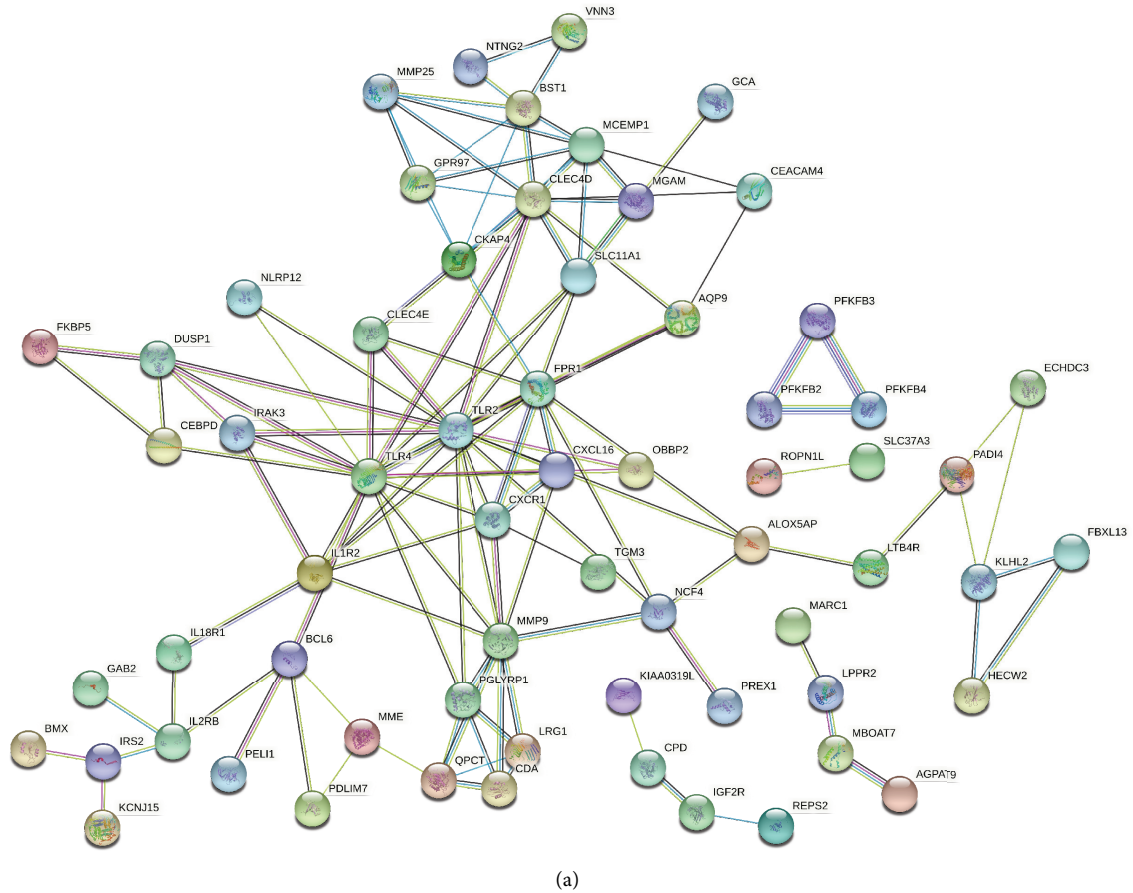 VNN3
NTNG2
MMP25
BST1
GCA
MCEMP1
GPR97
CLEC4D
MGAM
CEACAM4
CKAP4
SLC11A1
NLRP12
AQP9
PFKFB3
CLEC4E
FKBP5
DUSP1
FPR1
ECHDC3
PFKFB2
PFKFB4
TLR2
IRAK3
CEBPD
SLC37A3
TLR4
CXCL16
OBBP2
ROPN1L
PADI4
CXCR1
ALOX5AP
FBXL13
IL1R2
TGM3
LTB4R
KLHL2
NCF4
MARC1
MMP9
IL18R1
BCL6
GAB2
PGLYRP1
KIAA0319L
LPPR2
HECW2
PREX1
IL2RB
MME
LRG1
BMX
IRS2
MBOAT7
CPD
PELI1
QPCT
CDA
AGPAT9
PDLIM7
IGF2R
KCNJ15
REPS2
(a)